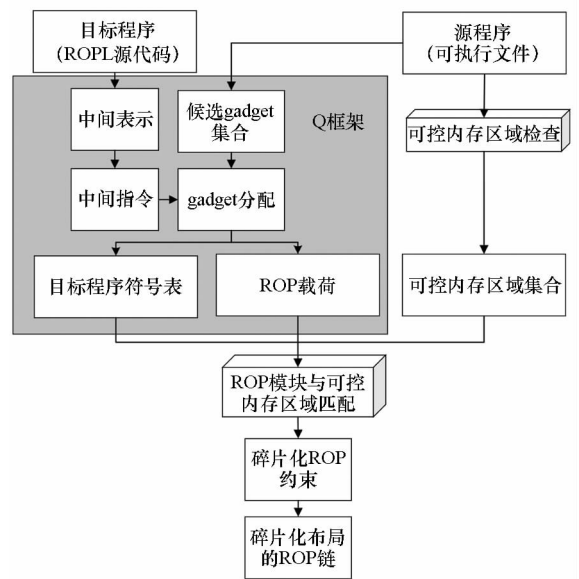 目标程序
（ROPL源代码）
源程序
（可执行文件）
中间表示
候选gadget
集合
Q框架
可控内存区域检查
中间指令
gadget分配
目标程序符号表
ROP载荷
可控内存区域集合
ROP模块与可控
内存区域匹配
碎片化ROP
约束
碎片化布局
的ROP链